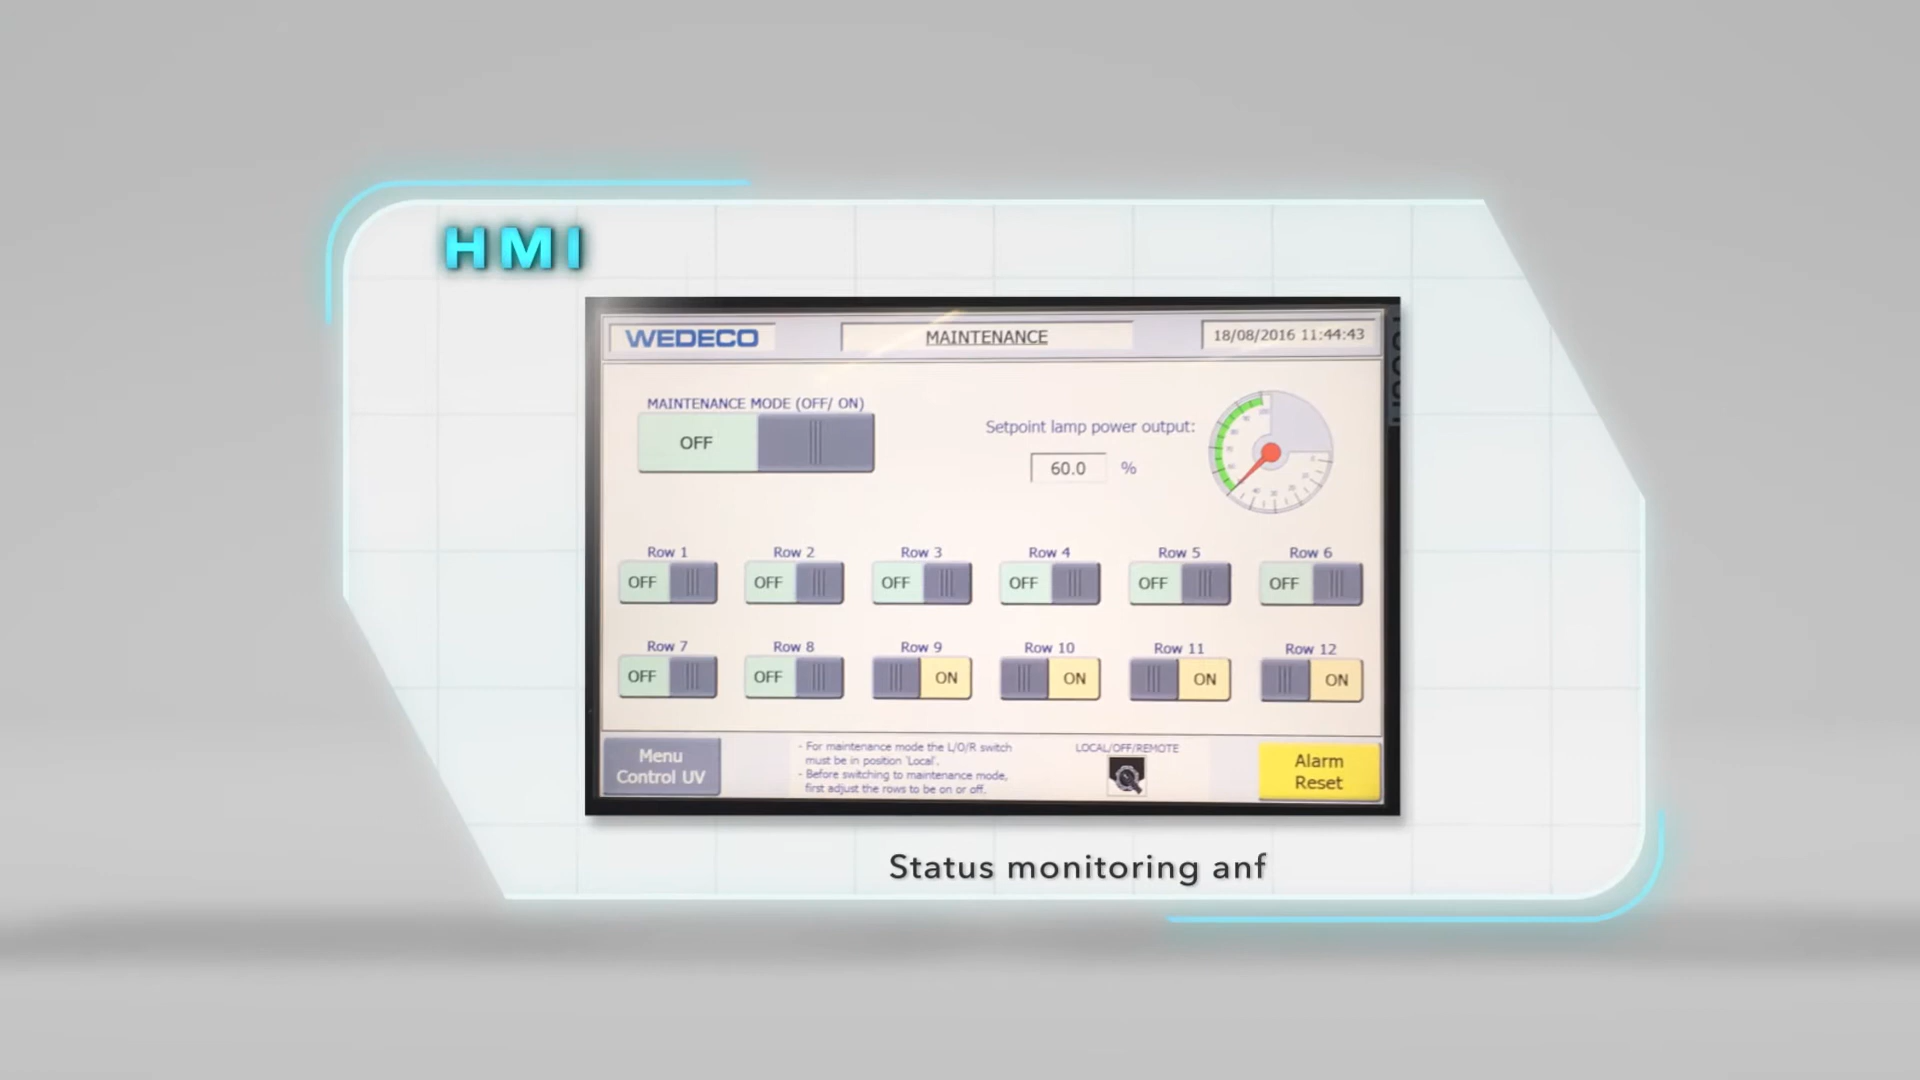 HMI
WEDECO
MAINTENANCE
18/08/2016 11:44:43
MAINTENANCE MODE (OFF/ ON)
OFF
Setpoint lamp power output:
60.0 %
Row 1 Row 2 Row 3 Row 4 Row 5 Row 6
OFF OFF OFF OFF OFF OFF
Row 7 Row 8 Row 9 Row 10 Row 11 Row 12
OFF OFF ON ON ON ON
Menu
Control UV
- For maintenance mode the L/O/R switch
must be in position 'Local'.
- Before switching to maintenance mode,
first adjust the rows to be on or off.
LOCAL/OFF/REMOTE
Alarm
Reset
Status monitoring anf